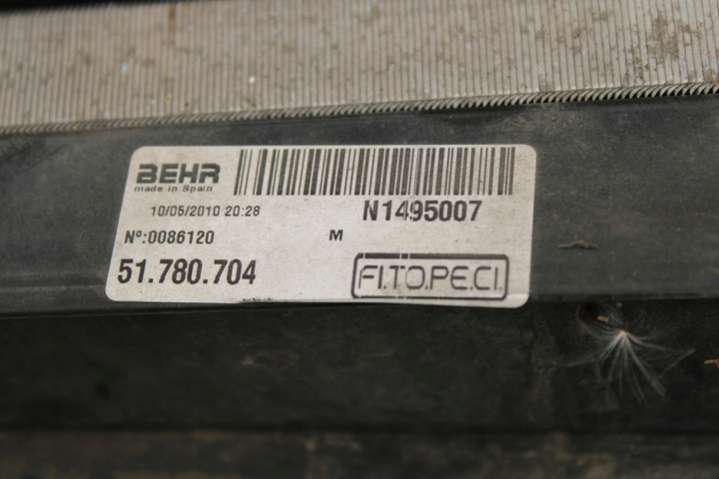 BEHR
made in Spain
10/05/2010 20:28
N1495007
Nº:0086120 M
51.780.704
FI.TO.PE.CI.